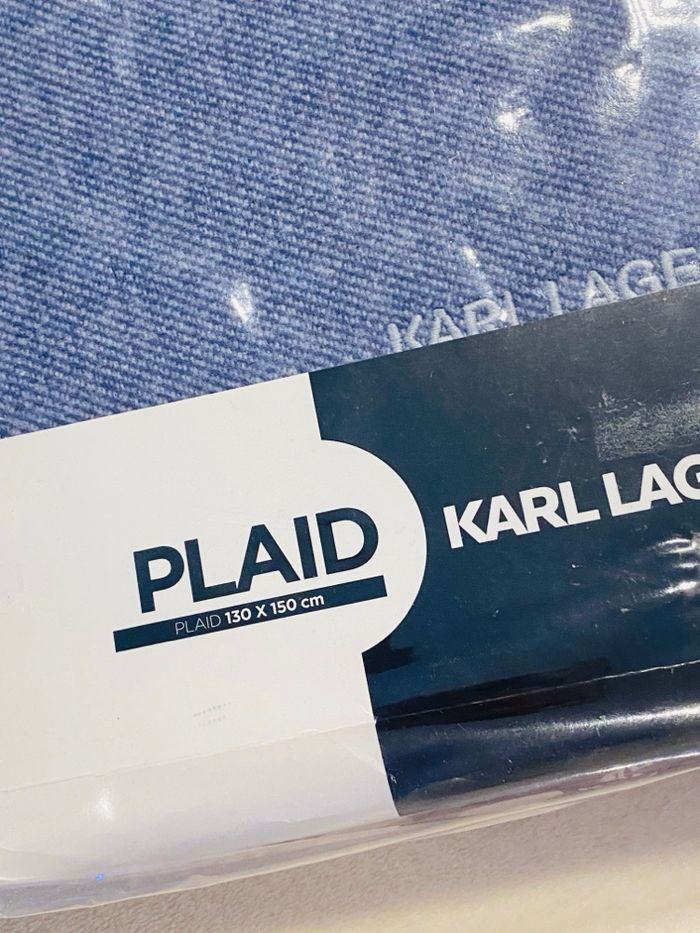 KARL LAGE
KARL LAG
PLAID
PLAID 130 X 150 cm